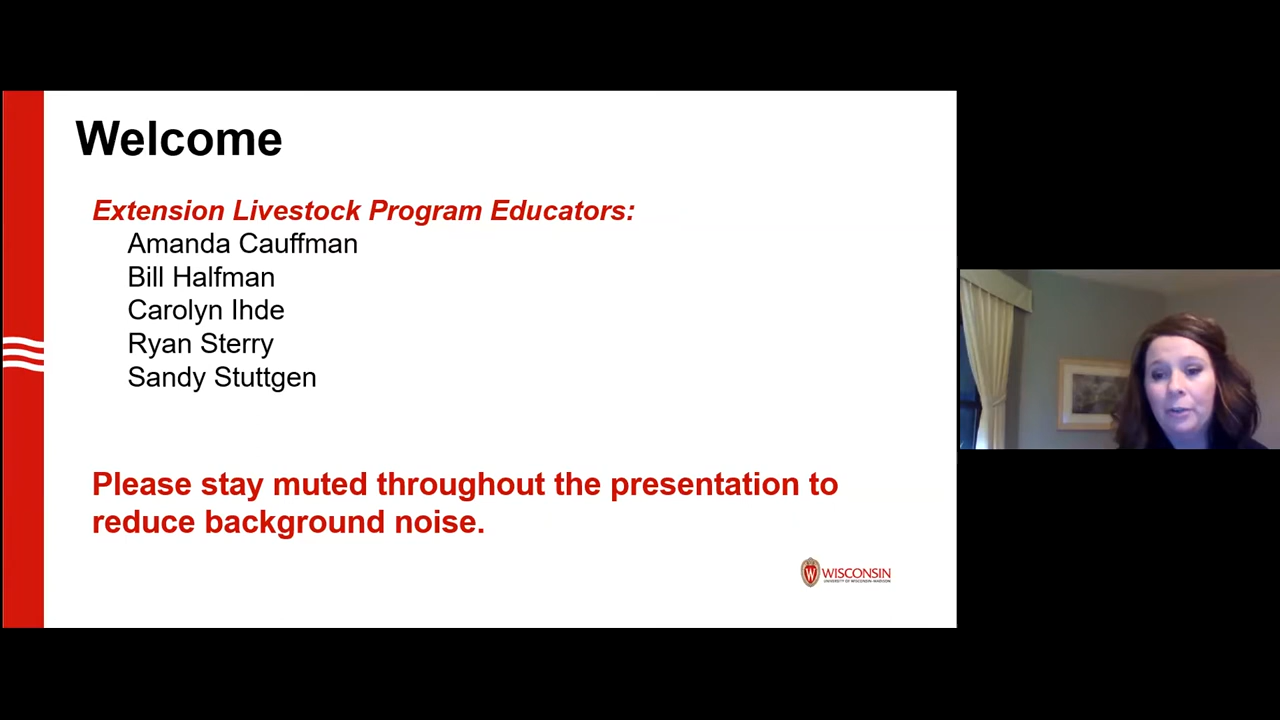 Welcome
Extension Livestock Program Educators:
Amanda Cauffman
Bill Halfman
Carolyn Ihde
Ryan Sterry
Sandy Stuttgen
Please stay muted throughout the presentation to
reduce background noise.
W WISCONSIN
UNIVERSITY OF WISCONSIN-MADISON